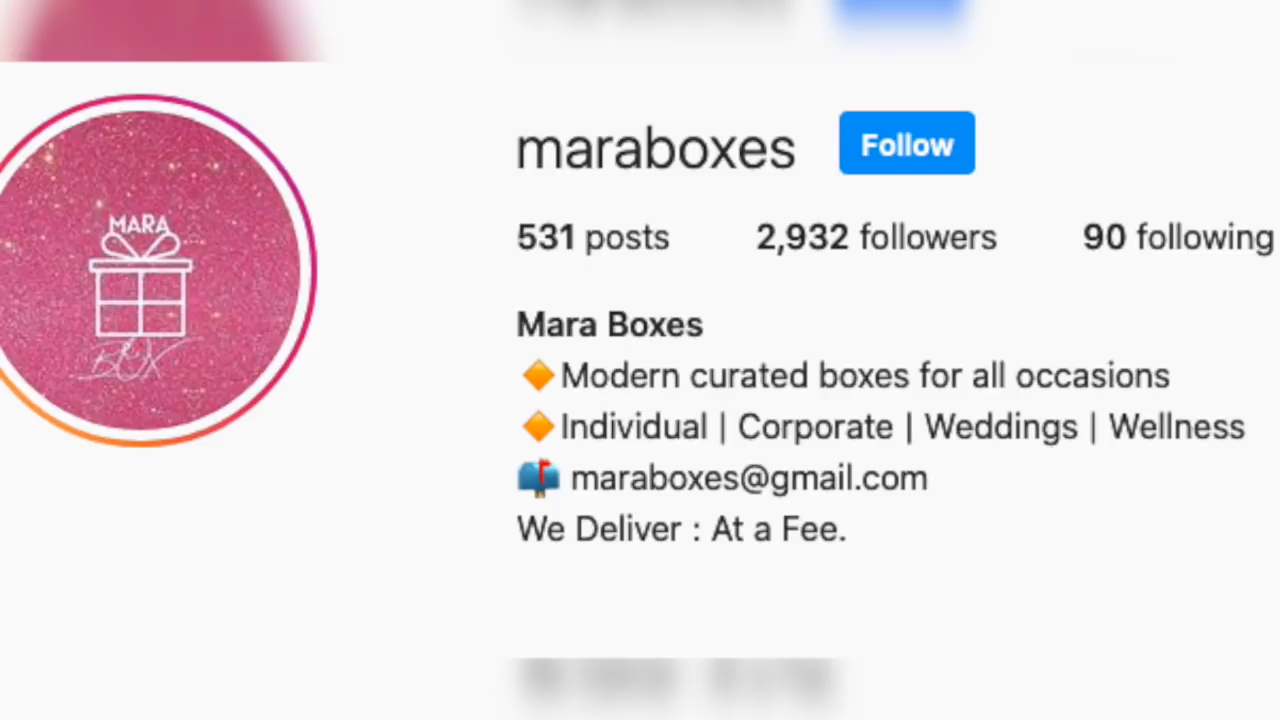 maraboxes Follow
531 posts 2,932 followers 90 following
MARA
BOX
Mara Boxes
🔶Modern curated boxes for all occasions
🔶Individual | Corporate | Weddings | Wellness
📫 maraboxes@gmail.com
We Deliver : At a Fee.